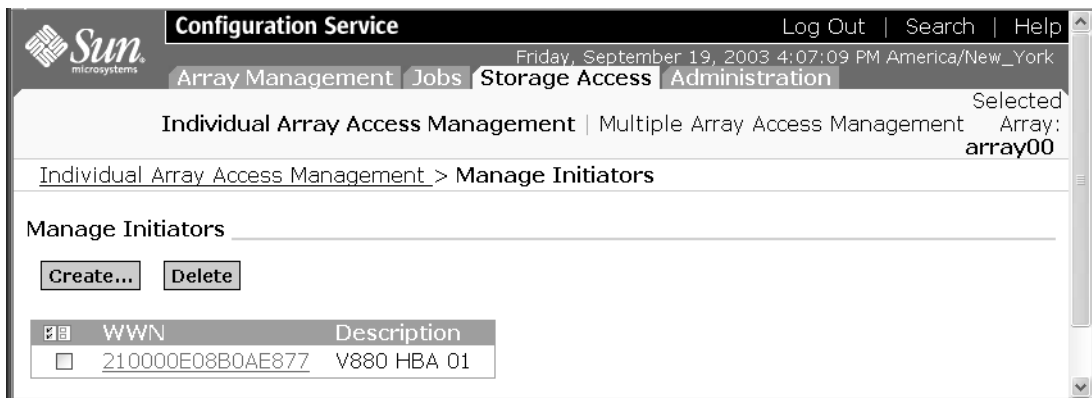 Sun
microsystems
Configuration Service
Log Out | Search | Help
Friday, September 19, 2003 4:07:09 PM America/New_York
Array Management Jobs Storage Access Administration
Individual Array Access Management | Multiple Array Access Management
Selected
Array:
array00
Individual Array Access Management > Manage Initiators
Manage Initiators
Create... Delete
WWN Description
210000E08B0AE877 V880 HBA 01